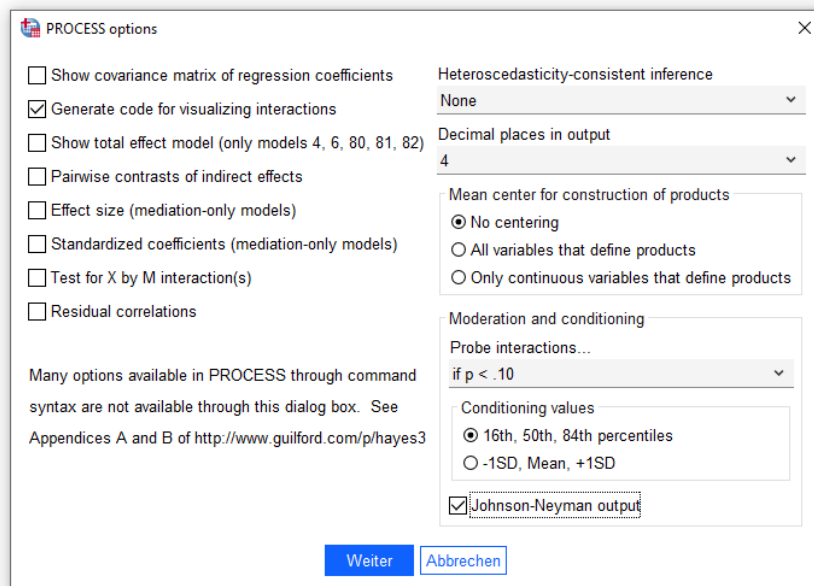 PROCESS options
Show covariance matrix of regression coefficients
Generate code for visualizing interactions
Show total effect model (only models 4, 6, 80, 81, 82)
Pairwise contrasts of indirect effects
Effect size (mediation-only models)
Standardized coefficients (mediation-only models)
Test for X by M interaction(s)
Residual correlations
Many options available in PROCESS through command
syntax are not available through this dialog box. See
Appendices A and B of http://www.guilford.com/p/hayes3
Heteroscedasticity-consistent inference
None
Decimal places in output
4
Mean center for construction of products
No centering
All variables that define products
Only continuous variables that define products
Moderation and conditioning
Probe interactions...
if p < .10
Conditioning values
16th, 50th, 84th percentiles
-1SD, Mean, +1SD
Johnson-Neyman output
Weiter
Abbrechen